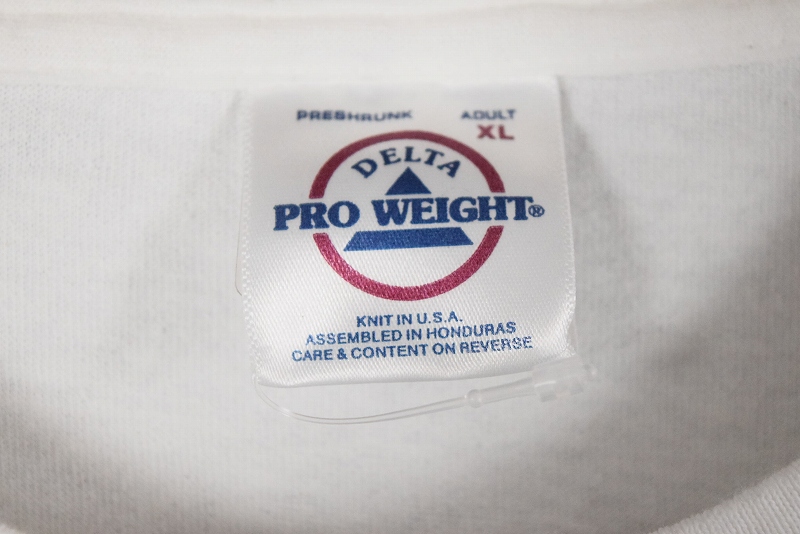 PRESHRUNK ADULT
XL
DELTA
PRO WEIGHT®
KNIT IN U.S.A.
ASSEMBLED IN HONDURAS
CARE & CONTENT ON REVERSE